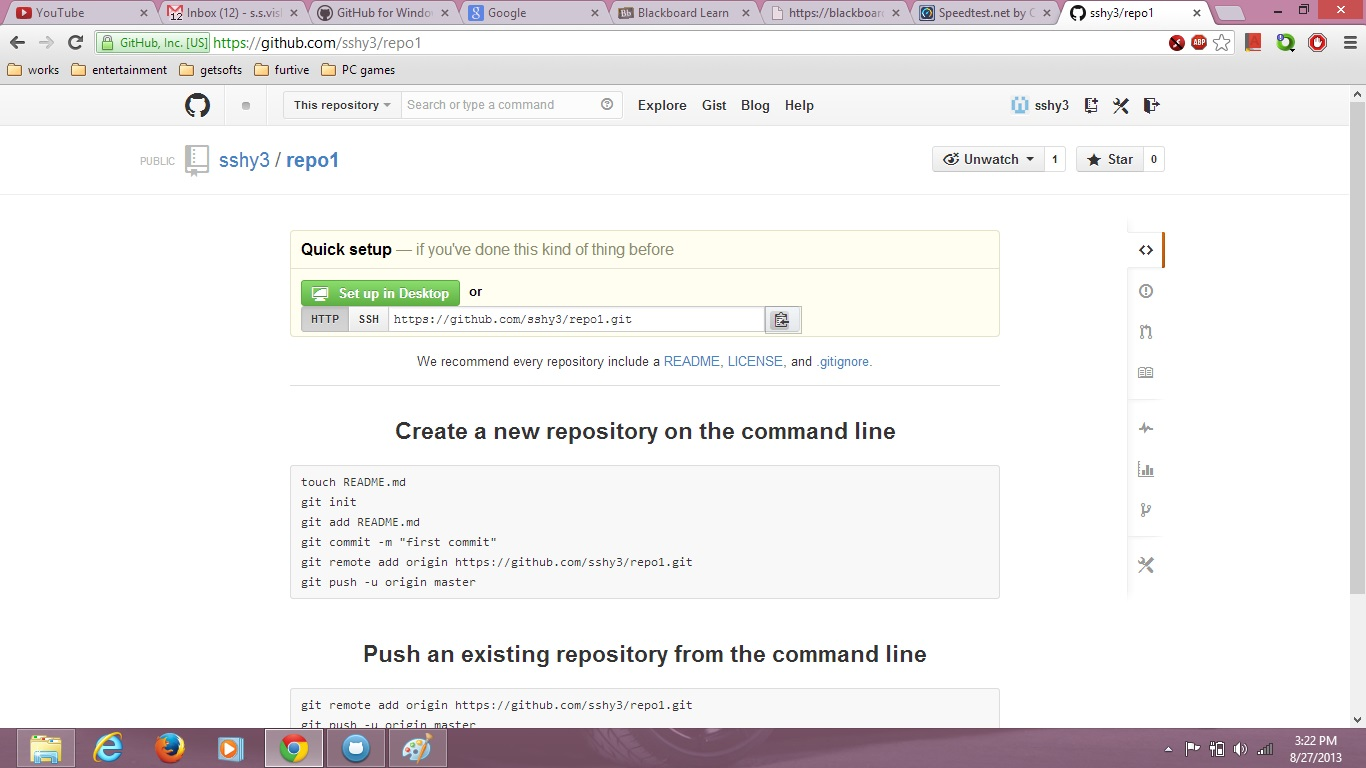 YouTube
Inbox (12) - s.s.vis
GitHub for Windo
Google
Bb Blackboard Learn
https://blackboar
Speedtest.net by
sshy3/repo1
12
GitHub, Inc. [US] https://github.com/sshy3/repo1
ABP
works entertainment getsofts furtive PC games
This repository Search or type a command Explore Gist Blog Help sshy3
PUBLIC sshy3 / repo1 Unwatch 1 Star 0
Quick setup — if you've done this kind of thing before
Set up in Desktop or
HTTP SSH https://github.com/sshy3/repo1.git
We recommend every repository include a README, LICENSE, and .gitignore.
Create a new repository on the command line
touch README.md
git init
git add README.md
git commit -m "first commit"
git remote add origin https://github.com/sshy3/repo1.git
git push -u origin master
Push an existing repository from the command line
git remote add origin https://github.com/sshy3/repo1.git
git push -u origin master
3:22 PM
8/27/2013